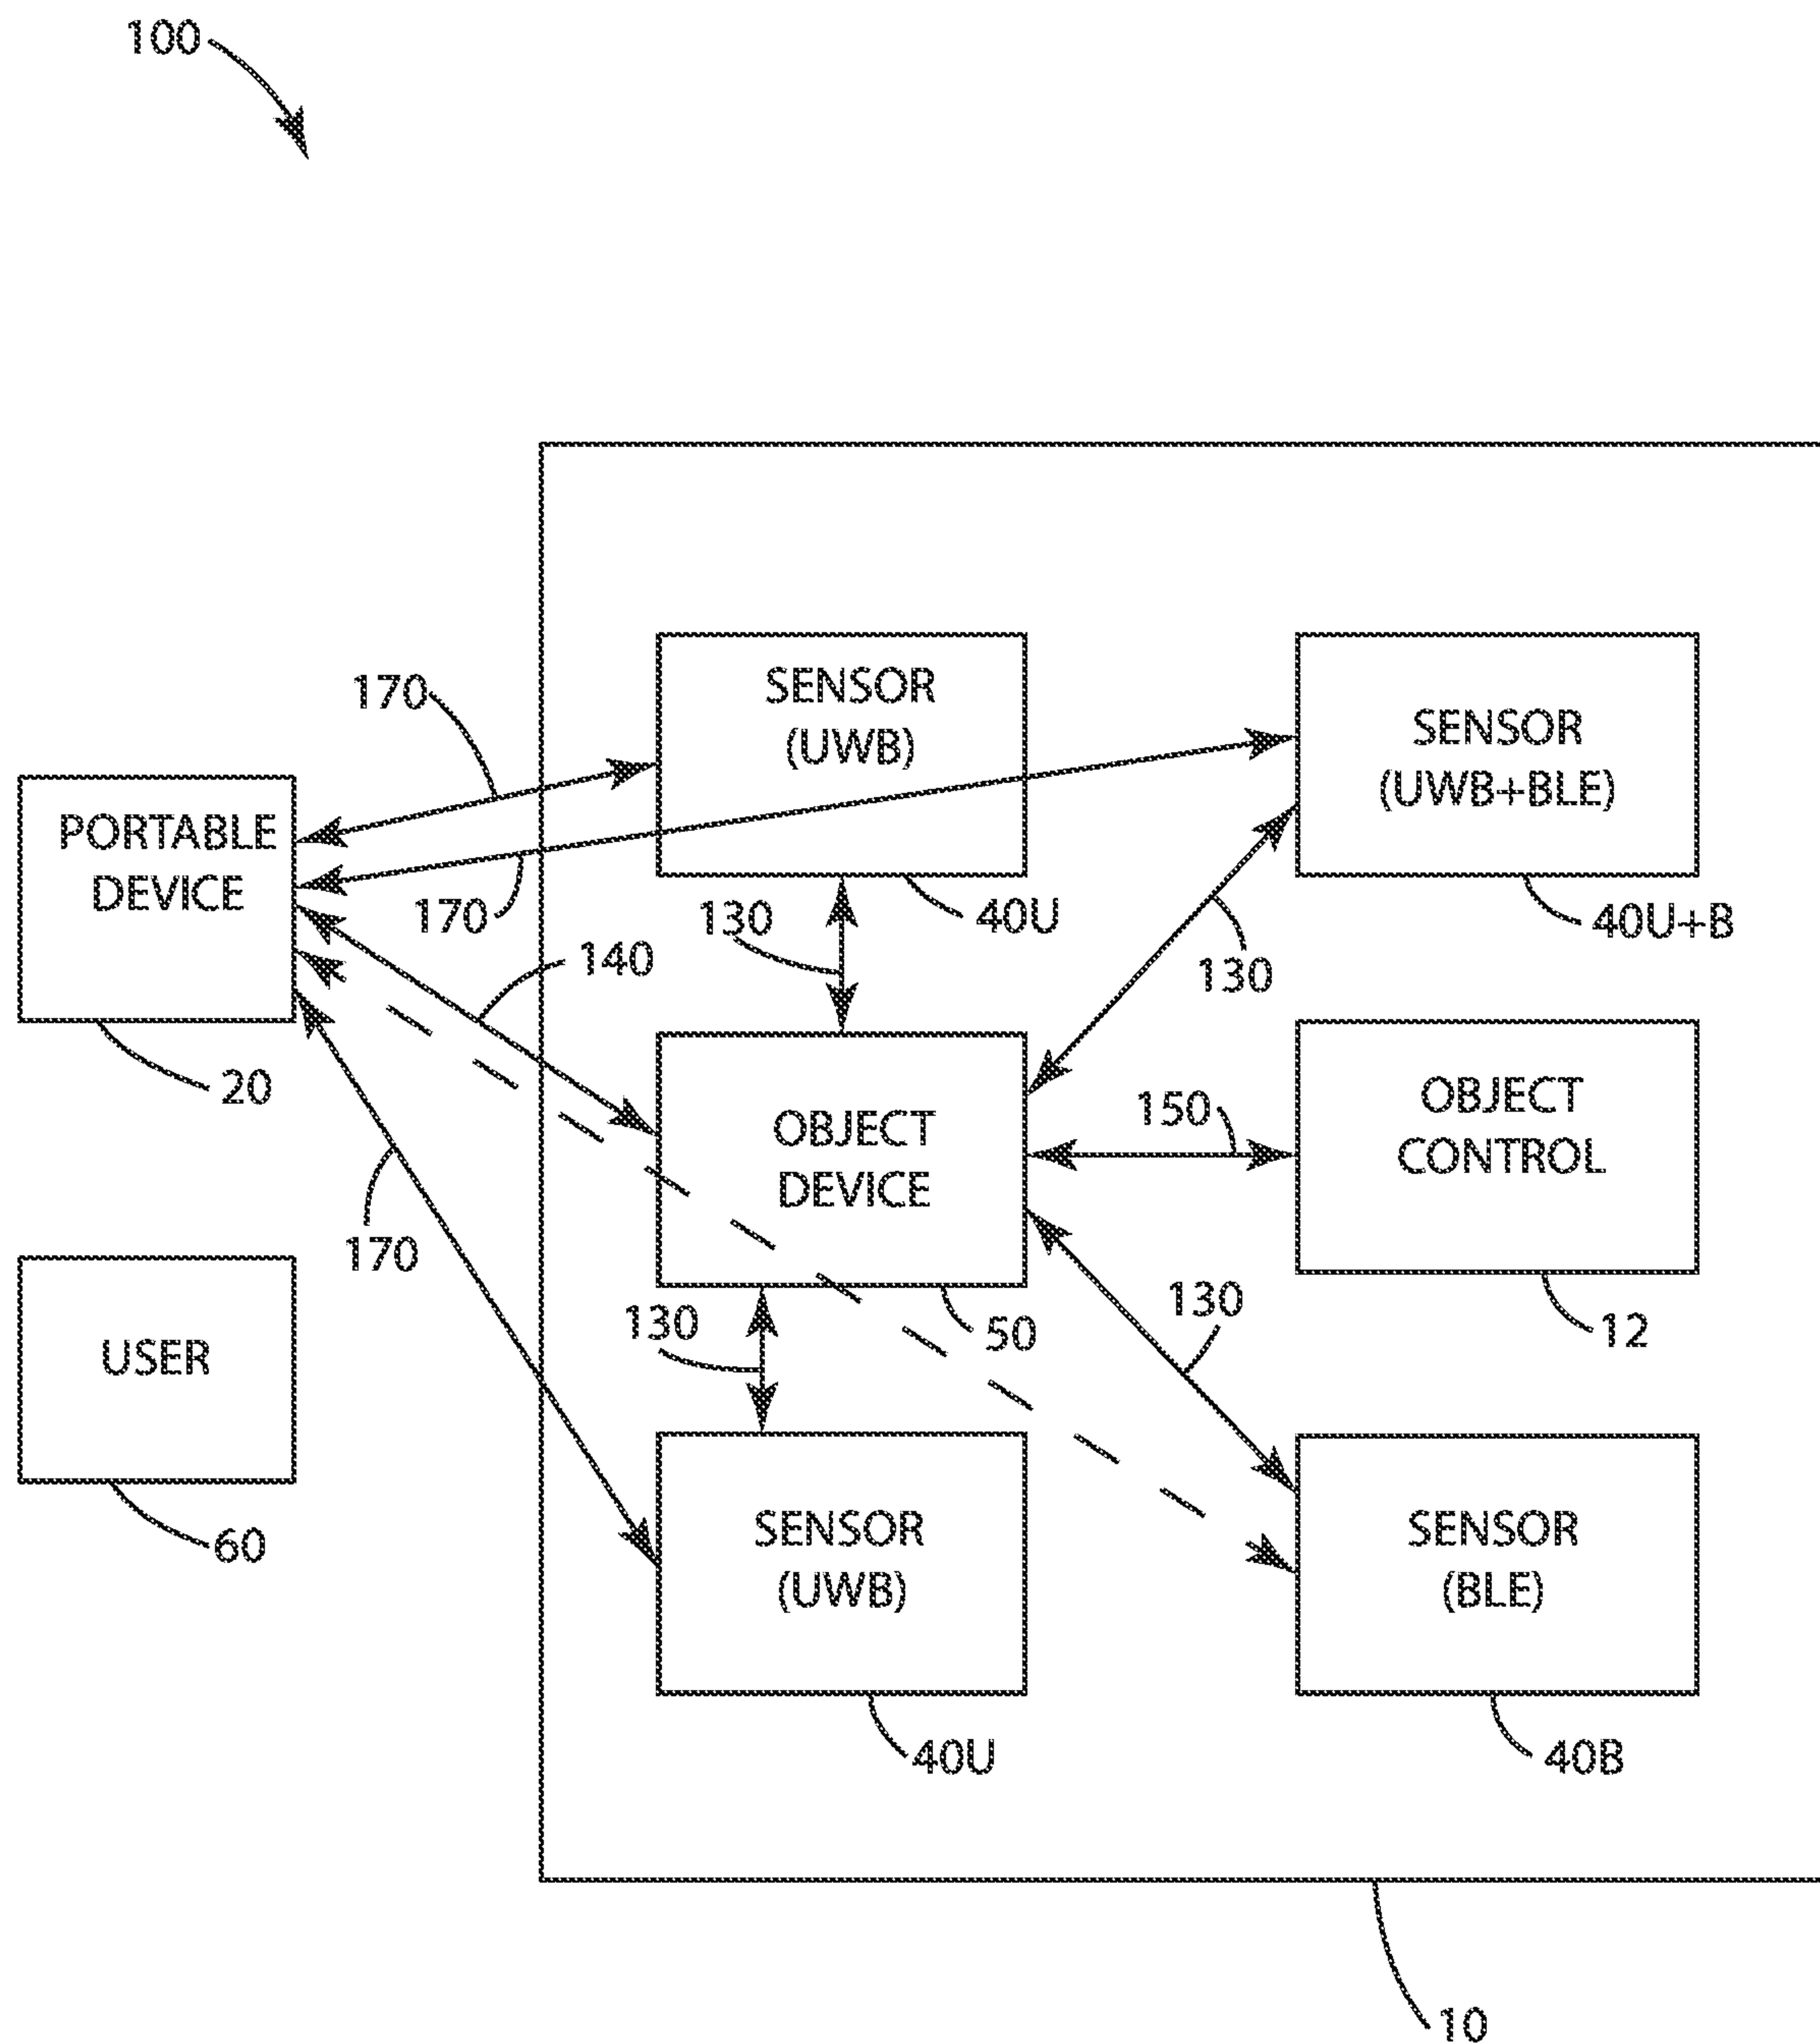 100
170
SENSOR
(UWB)
SENSOR
(UWB+BLE)
PORTABLE
DEVICE
170
130
40U
40U+B
140
130
20
OBJECT
DEVICE
150
OBJECT
CONTROL
170
USER
130
50
130
12
60
SENSOR
(UWB)
SENSOR
(BLE)
40U
40B
10